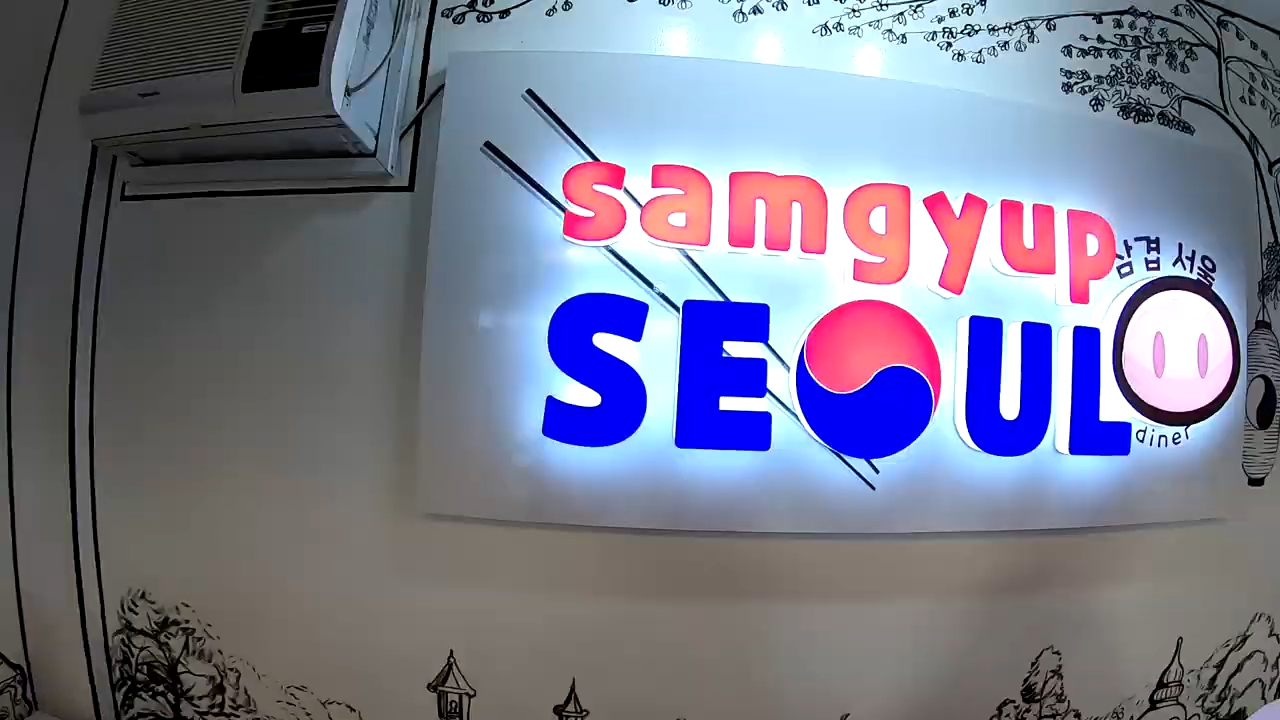 samgyup
삼겹 서울
SEOUL
diner